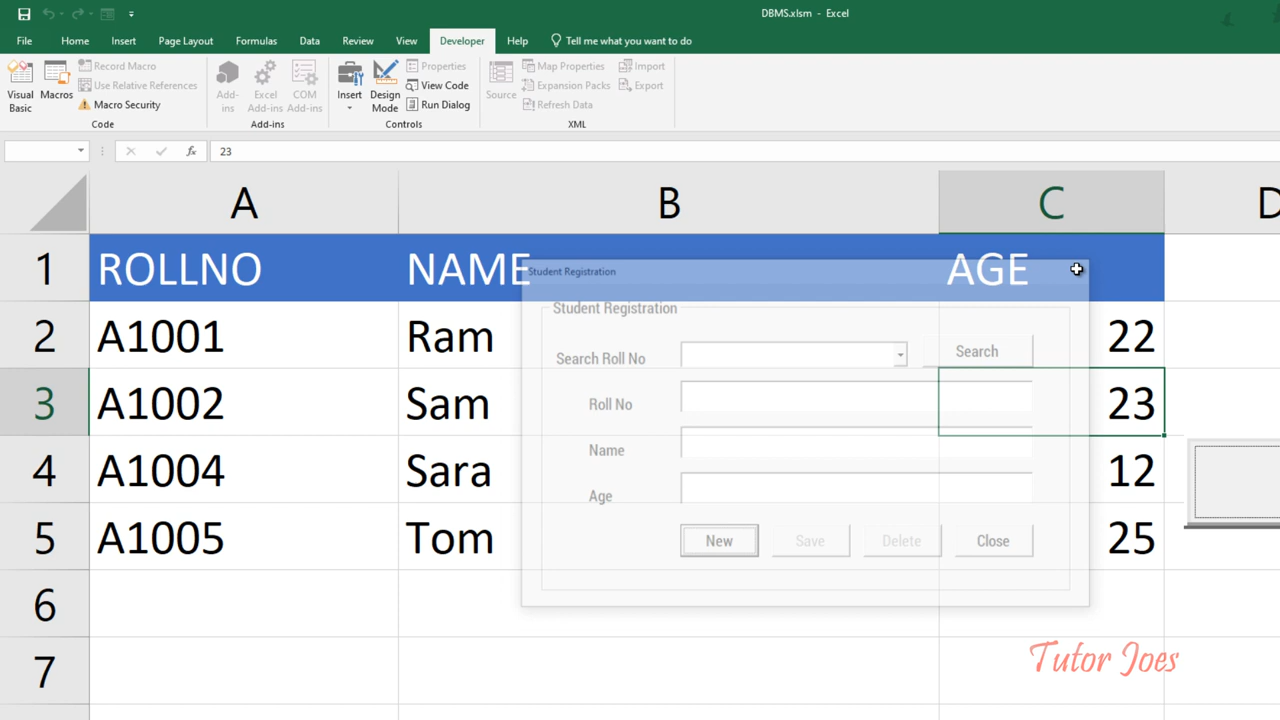 DBMS.xlsm - Excel
File Home Insert Page Layout Formulas Data Review View Developer Help Tell me what you want to do
Visual Basic
Macros
Record Macro
Use Relative References
Macro Security
Code
Add-ins
Excel Add-ins
COM Add-ins
Add-ins
Insert
Design Mode
Properties
View Code
Run Dialog
Controls
Source
Map Properties
Expansion Packs
Refresh Data
Import
Export
XML
fx 23
A B C D
1 ROLLNO NAME AGE
2 A1001 Ram 22
3 A1002 Sam 23
4 A1004 Sara 12
5 A1005 Tom 25
6
7
Student Registration
Student Registration
Search Roll No
Search
Roll No
Name
Age
New Save Delete Close
Tutor Joes